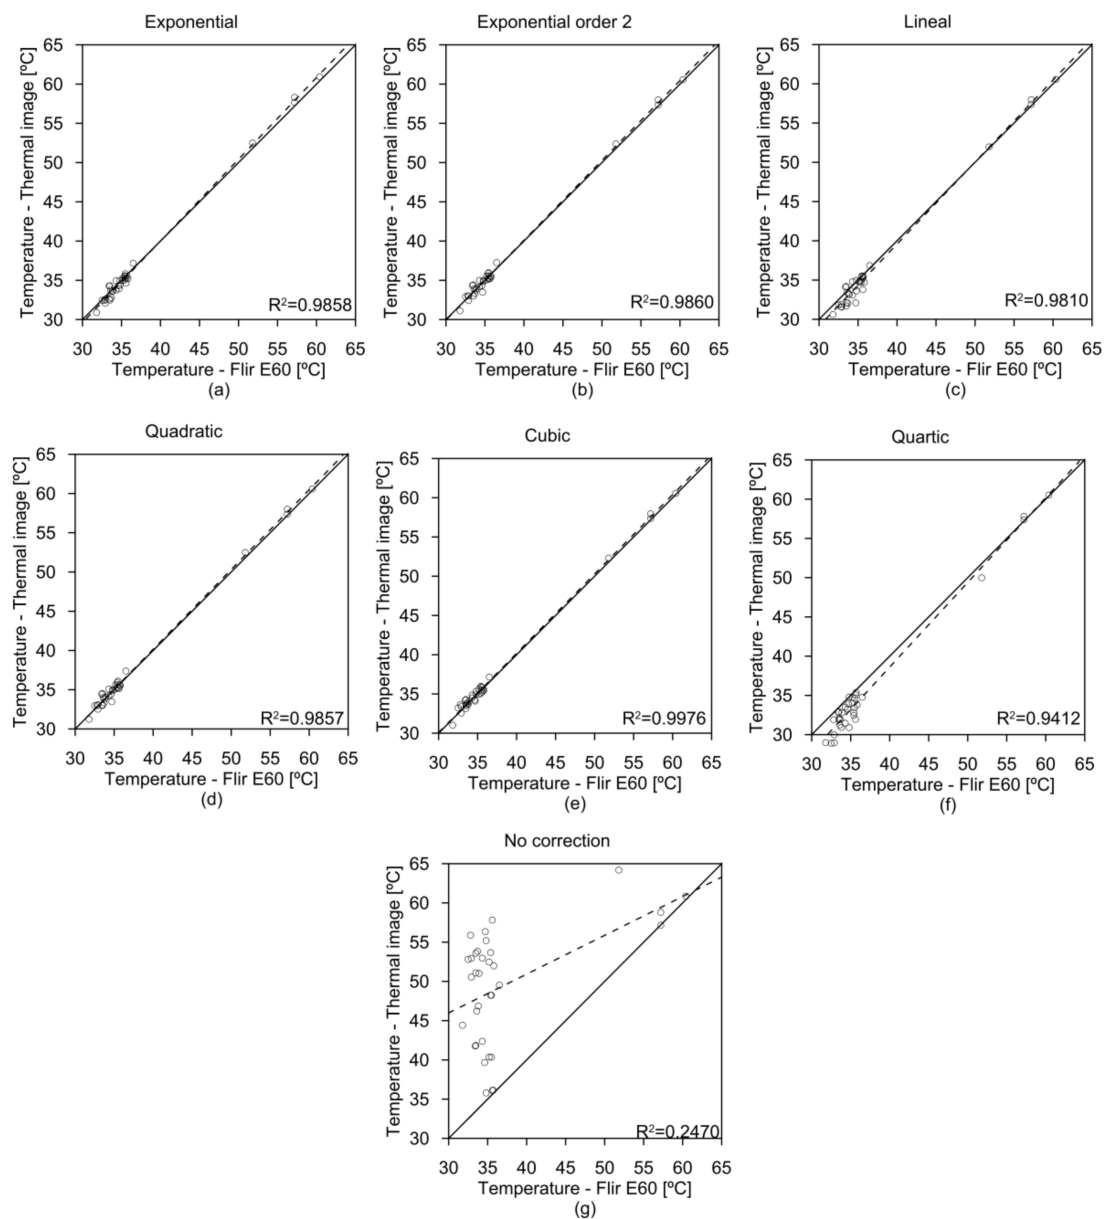 Exponential
Temperature - Thermal image [ºC]
65
60
55
50
45
40
35
30
R²=0.9858
30 35 40 45 50 55 60 65
Temperature - Flir E60 [ºC]
(a)
Exponential order 2
Temperature - Thermal image [ºC]
65
60
55
50
45
40
35
30
R²=0.9860
30 35 40 45 50 55 60 65
Temperature - Flir E60 [ºC]
(b)
Lineal
Temperature - Thermal image [ºC]
65
60
55
50
45
40
35
30
R²=0.9810
30 35 40 45 50 55 60 65
Temperature - Flir E60 [ºC]
(c)
Quadratic
Temperature - Thermal image [ºC]
65
60
55
50
45
40
35
30
R²=0.9857
30 35 40 45 50 55 60 65
Temperature - Flir E60 [ºC]
(d)
Cubic
Temperature - Thermal image [ºC]
65
60
55
50
45
40
35
30
R²=0.9976
30 35 40 45 50 55 60 65
Temperature - Flir E60 [ºC]
(e)
Quartic
Temperature - Thermal image [ºC]
65
60
55
50
45
40
35
30
R²=0.9412
30 35 40 45 50 55 60 65
Temperature - Flir E60 [ºC]
(f)
No correction
Temperature - Thermal image [ºC]
65
60
55
50
45
40
35
30
R²=0.2470
30 35 40 45 50 55 60 65
Temperature - Flir E60 [ºC]
(g)